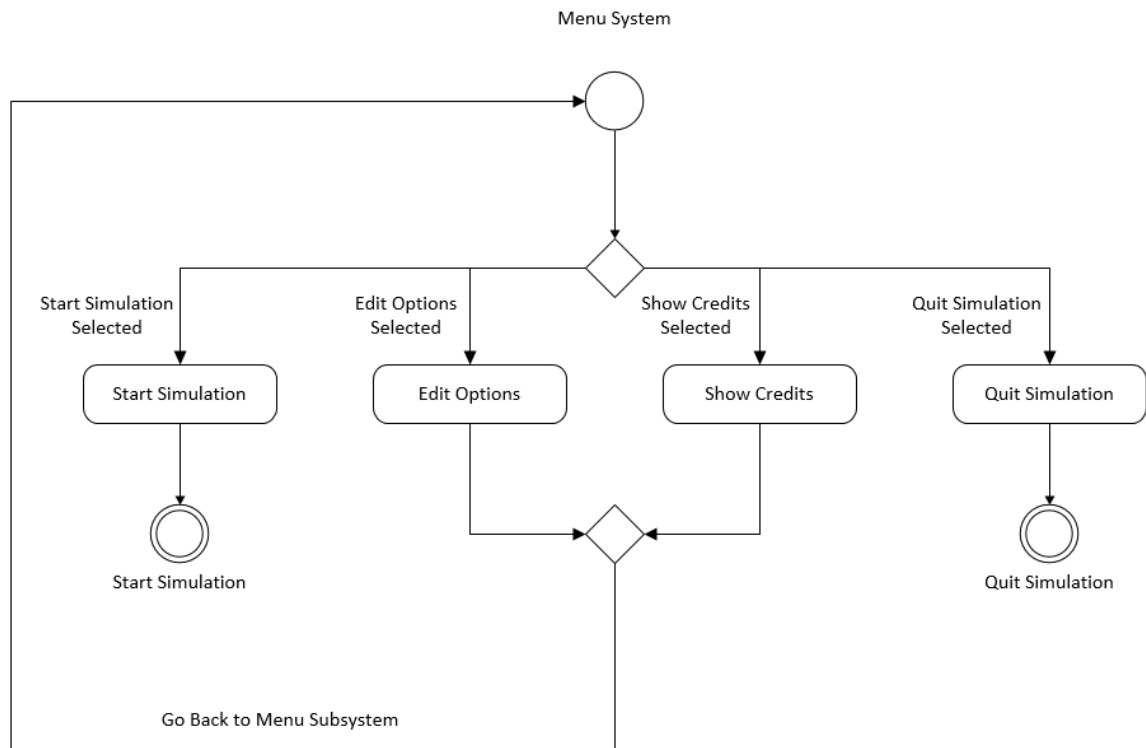 Menu System
Start Simulation
Selected
Edit Options
Selected
Show Credits
Selected
Quit Simulation
Selected
Start Simulation
Edit Options
Show Credits
Quit Simulation
Start Simulation
Quit Simulation
Go Back to Menu Subsystem